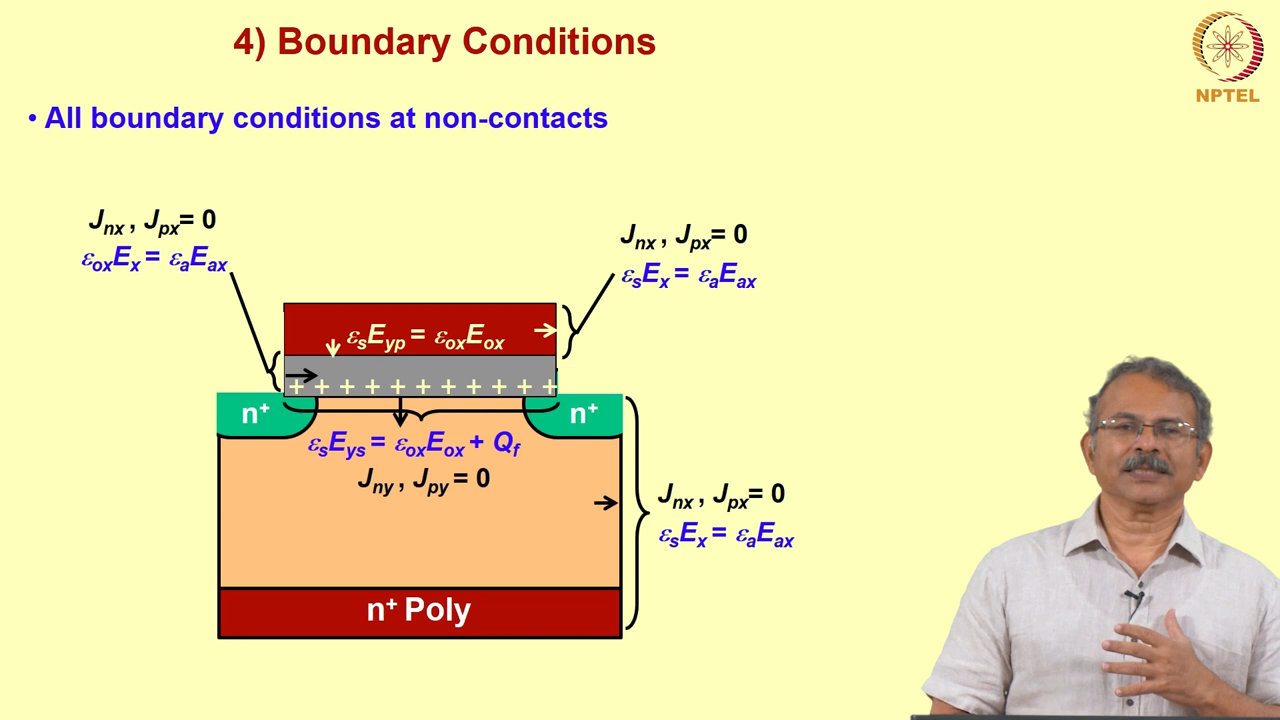 4) Boundary Conditions
NPTEL
• All boundary conditions at non-contacts
Jnx , Jpx= 0
εoxEx = εaEax
Jnx , Jpx= 0
εsEx = εaEax
εsEyp = εoxEox
+ + + + + + + + + + +
n+
n+
εsEys = εoxEox + Qf
Jny , Jpy = 0
Jnx , Jpx= 0
εsEx = εaEax
n+ Poly